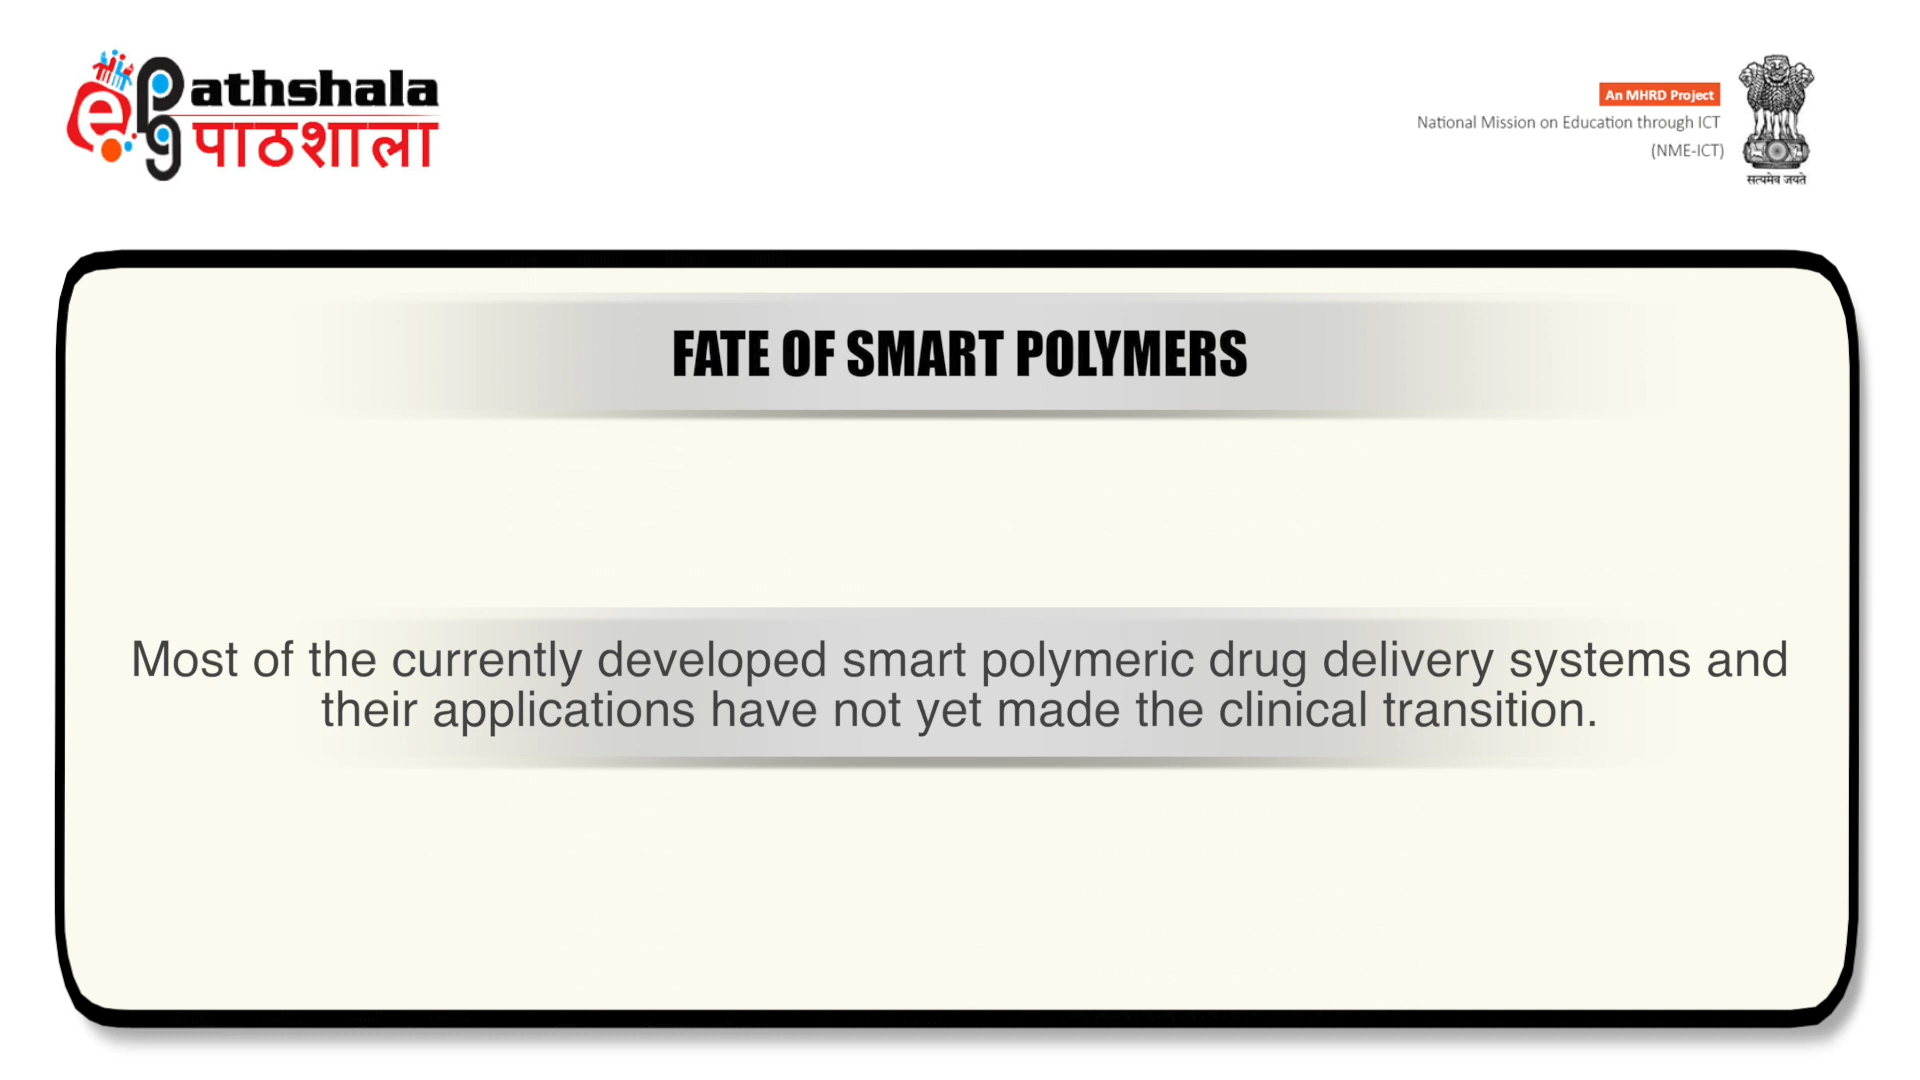 ePg athshala
पाठशाला
An MHRD Project
National Mission on Education through ICT
(NME-ICT)
सत्यमेव जयते
FATE OF SMART POLYMERS
Most of the currently developed smart polymeric drug delivery systems and
their applications have not yet made the clinical transition.